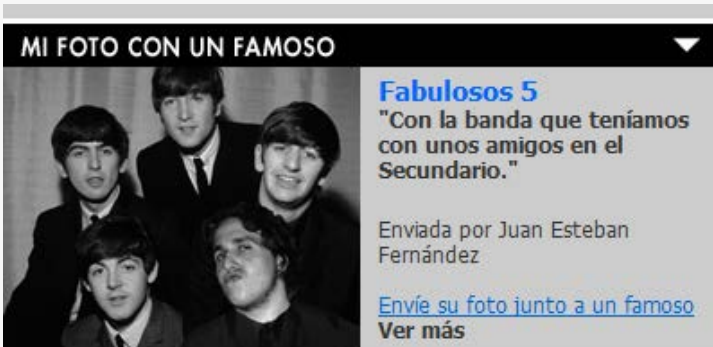 MI FOTO CON UN FAMOSO
Fabulosos 5
"Con la banda que teníamos
con unos amigos en el
Secundario."
Enviada por Juan Esteban
Fernández
Envíe su foto junto a un famoso
Ver más